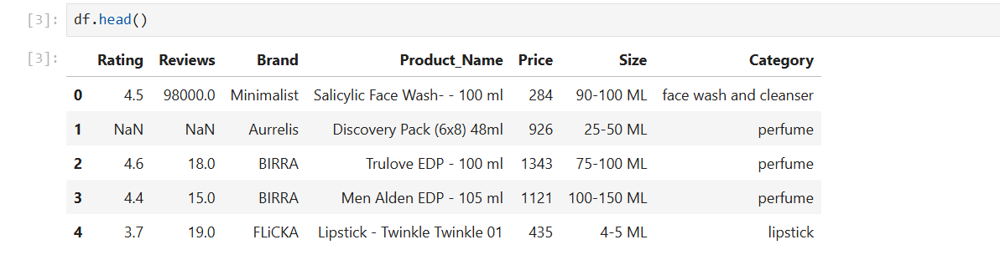 [3]: df.head()
[3]: Rating Reviews Brand Product_Name Price Size Category
0 4.5 98000.0 Minimalist Salicylic Face Wash- - 100 ml 284 90-100 ML face wash and cleanser
1 NaN NaN Aurrelis Discovery Pack (6x8) 48ml 926 25-50 ML perfume
2 4.6 18.0 BIRRA Trulove EDP - 100 ml 1343 75-100 ML perfume
3 4.4 15.0 BIRRA Men Alden EDP - 105 ml 1121 100-150 ML perfume
4 3.7 19.0 FLiCKA Lipstick - Twinkle Twinkle 01 435 4-5 ML lipstick